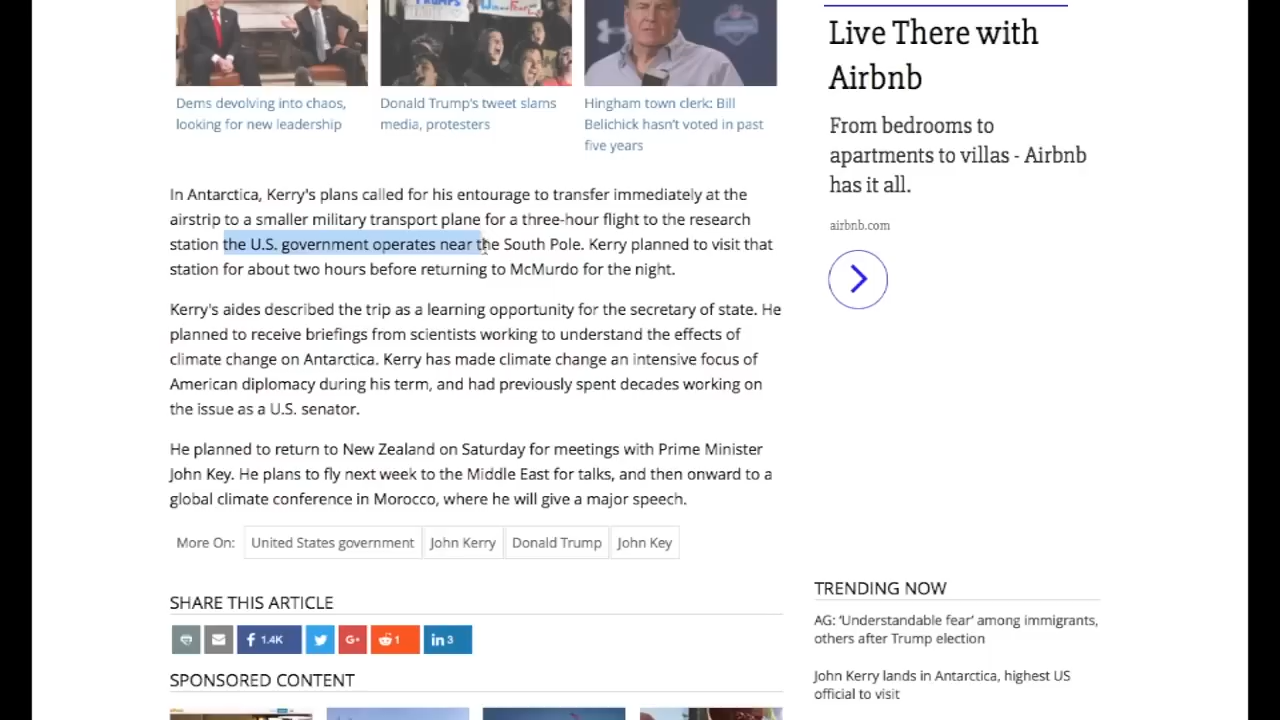 Dems devolving into chaos,
looking for new leadership
Donald Trump's tweet slams
media, protesters
Hingham town clerk: Bill
Belichick hasn't voted in past
five years
In Antarctica, Kerry's plans called for his entourage to transfer immediately at the
airstrip to a smaller military transport plane for a three-hour flight to the research
station the U.S. government operates near the South Pole. Kerry planned to visit that
station for about two hours before returning to McMurdo for the night.
Kerry's aides described the trip as a learning opportunity for the secretary of state. He
planned to receive briefings from scientists working to understand the effects of
climate change on Antarctica. Kerry has made climate change an intensive focus of
American diplomacy during his term, and had previously spent decades working on
the issue as a U.S. senator.
He planned to return to New Zealand on Saturday for meetings with Prime Minister
John Key. He plans to fly next week to the Middle East for talks, and then onward to a
global climate conference in Morocco, where he will give a major speech.
More On: United States government John Kerry Donald Trump John Key
SHARE THIS ARTICLE
f 1.4K G+ 1 in 3
SPONSORED CONTENT
Live There with
Airbnb
From bedrooms to
apartments to villas - Airbnb
has it all.
airbnb.com
TRENDING NOW
AG: 'Understandable fear' among immigrants,
others after Trump election
John Kerry lands in Antarctica, highest US
official to visit